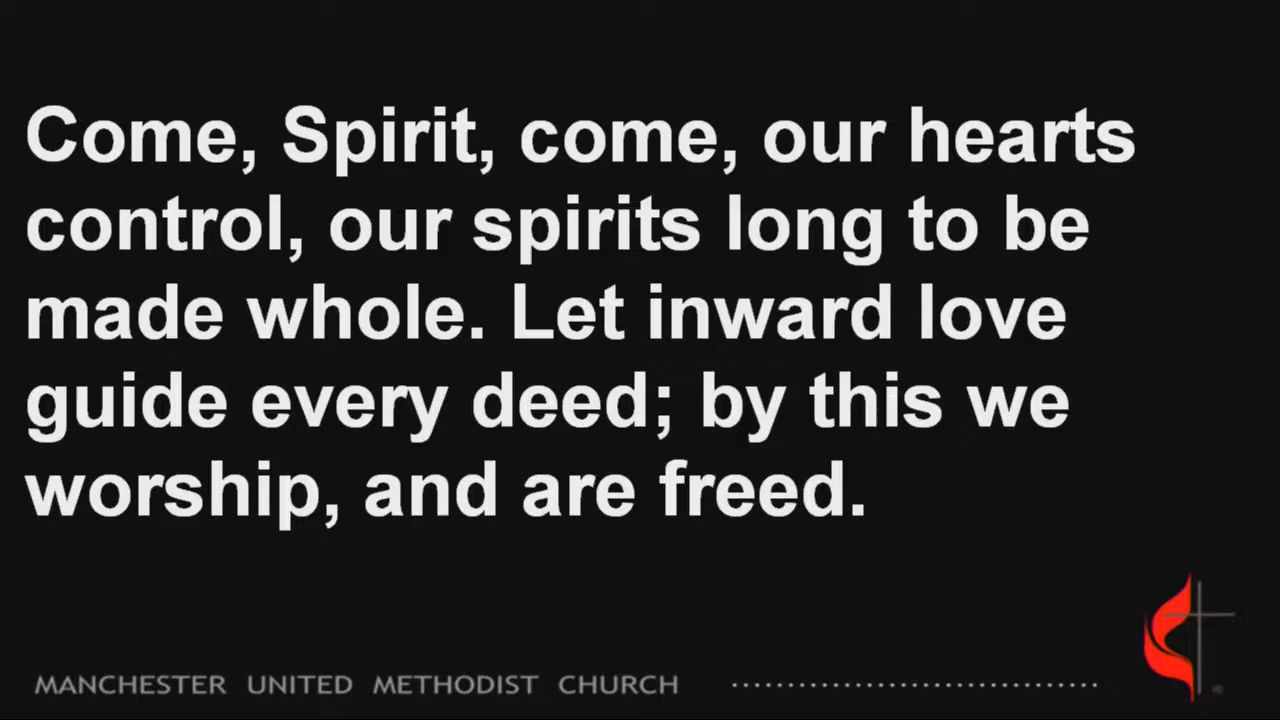 Come, Spirit, come, our hearts
control, our spirits long to be
made whole. Let inward love
guide every deed; by this we
worship, and are freed.
MANCHESTER UNITED METHODIST CHURCH